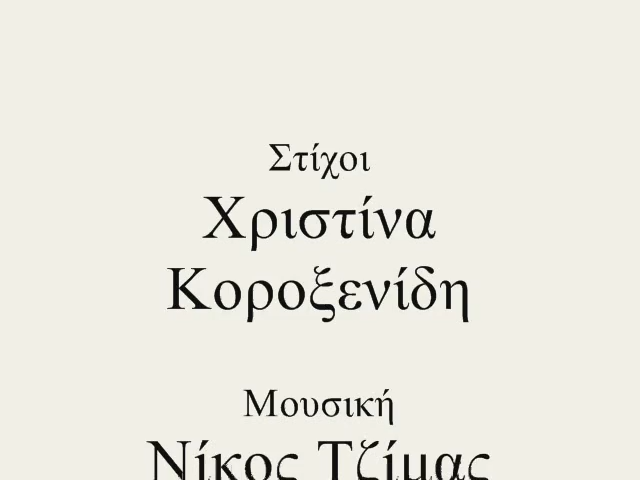 Στίχοι
Χριστίνα
Κοροξενίδη
Μουσική
Νίκος Τζίμας